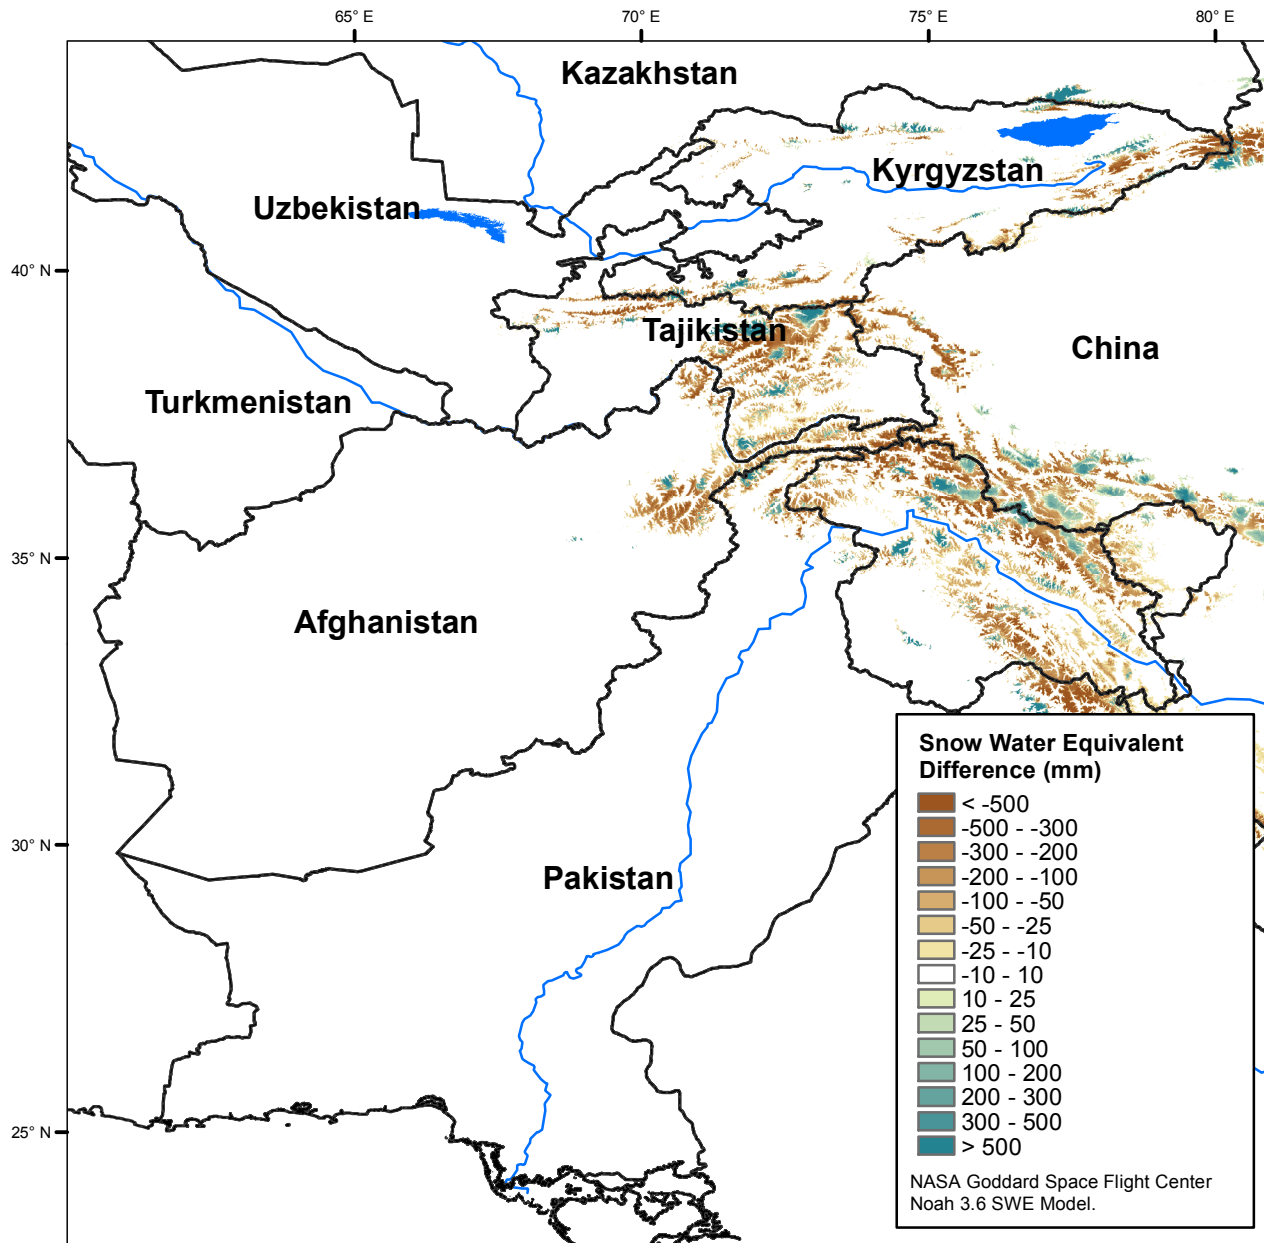 65° E
70° E
75° E
80° E
Kazakhstan
Kyrgyzstan
Uzbekistan
40° N
Tajikistan
China
Turkmenistan
35° N
Afghanistan
30° N
Pakistan
25° N
Snow Water Equivalent
Difference (mm)
< -500
-500 - -300
-300 - -200
-200 - -100
-100 - -50
-50 - -25
-25 - -10
-10 - 10
10 - 25
25 - 50
50 - 100
100 - 200
200 - 300
300 - 500
> 500
NASA Goddard Space Flight Center
Noah 3.6 SWE Model.